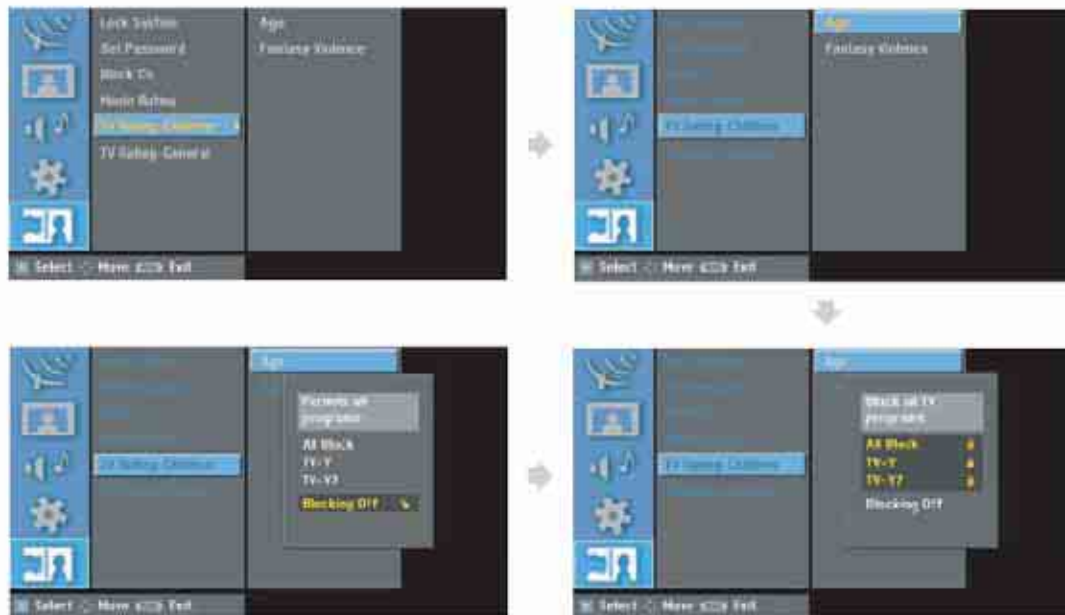 Lock System
Set Password
Block Ch.
Movie Rating
TV Rating-Children
TV Rating-General
Age
Fantasy Violence
Select Move Exit
TV Rating-Children
Age
Fantasy Violence
Select Move Exit
TV Rating-Children
Age
Permits all
programs
All Block
TV-Y
TV-Y7
Blocking Off
Select Move Exit
TV Rating-Children
Age
Block all TV
programs
All Block
TV-Y
TV-Y7
Blocking Off
Select Move Exit